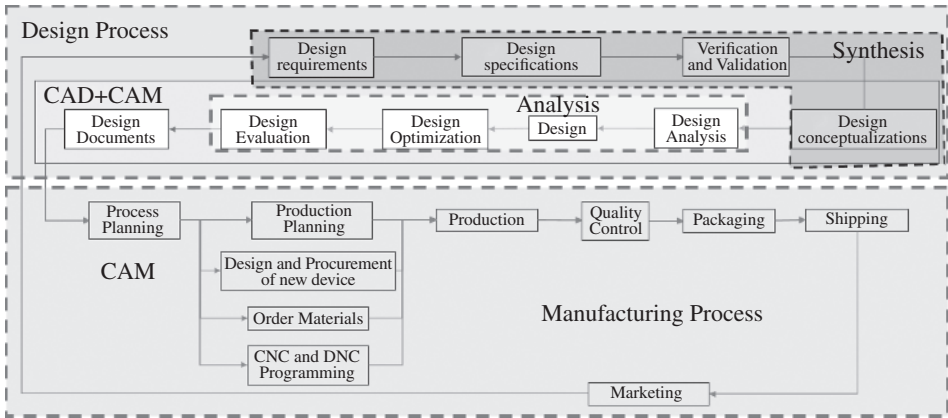 Design Process
Design
requirements
Design
specifications
Verification
and Validation
Synthesis
CAD+CAM
Analysis
Design
Documents
Design
Evaluation
Design
Optimization
Design
Design
Analysis
Design
conceptualizations
Process
Planning
Production
Planning
Production
Quality
Control
Packaging
Shipping
CAM
Design and Procurement
of new device
Order Materials
Manufacturing Process
CNC and DNC
Programming
Marketing